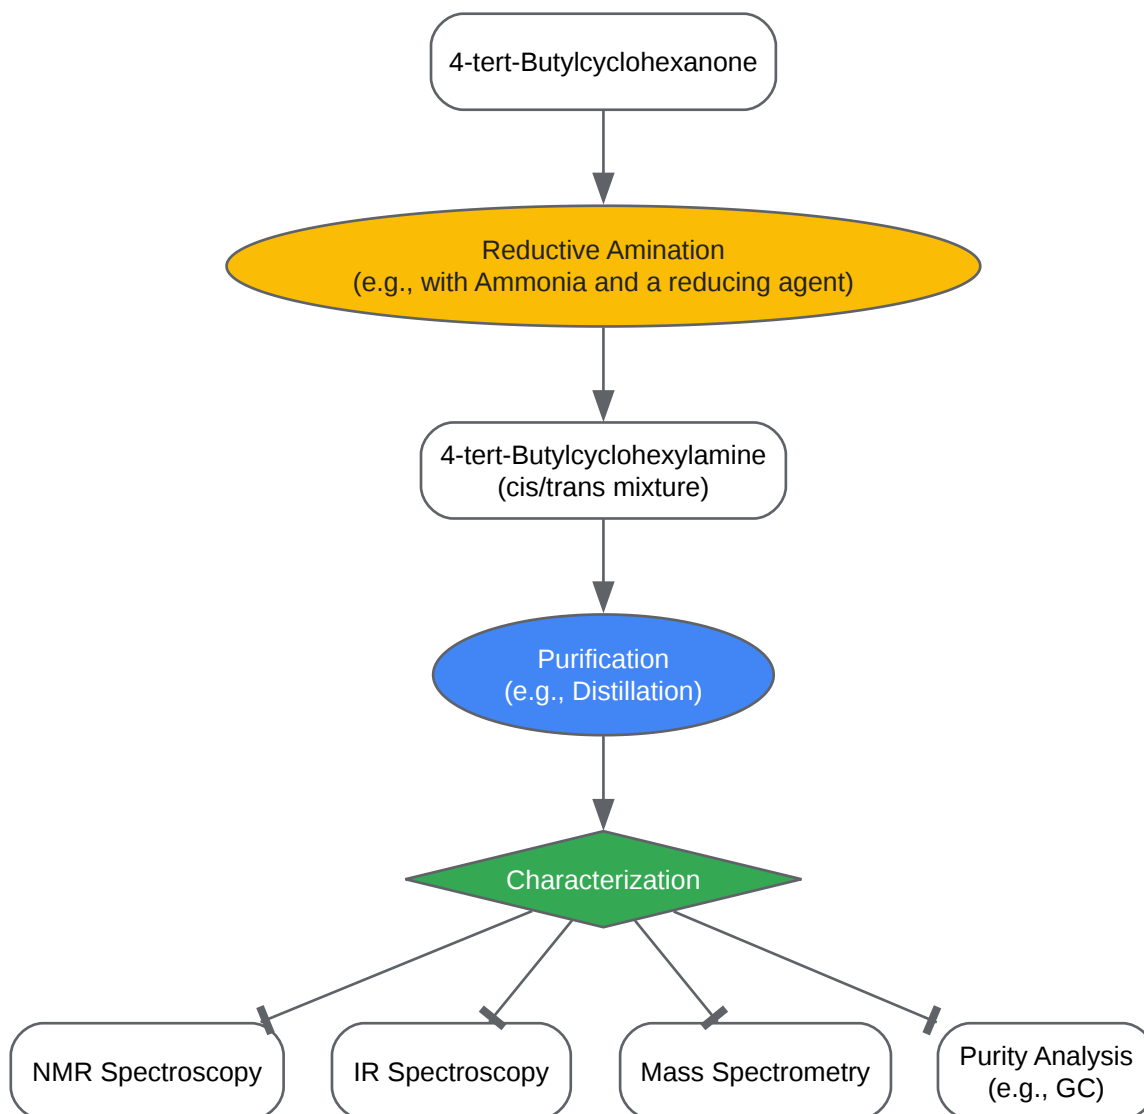 4-tert-Butylcyclohexanone
Reductive Amination
(e.g., with Ammonia and a reducing agent)
4-tert-Butylcyclohexylamine
(cis/trans mixture)
Purification
(e.g., Distillation)
Characterization
NMR Spectroscopy
IR Spectroscopy
Mass Spectrometry
Purity Analysis
(e.g., GC)